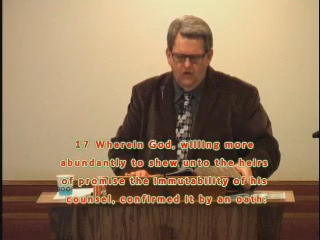 17 Wherein God, willing more
abundantly to shew unto the heirs
of promise the immutability of his
counsel, confirmed it by an oath: